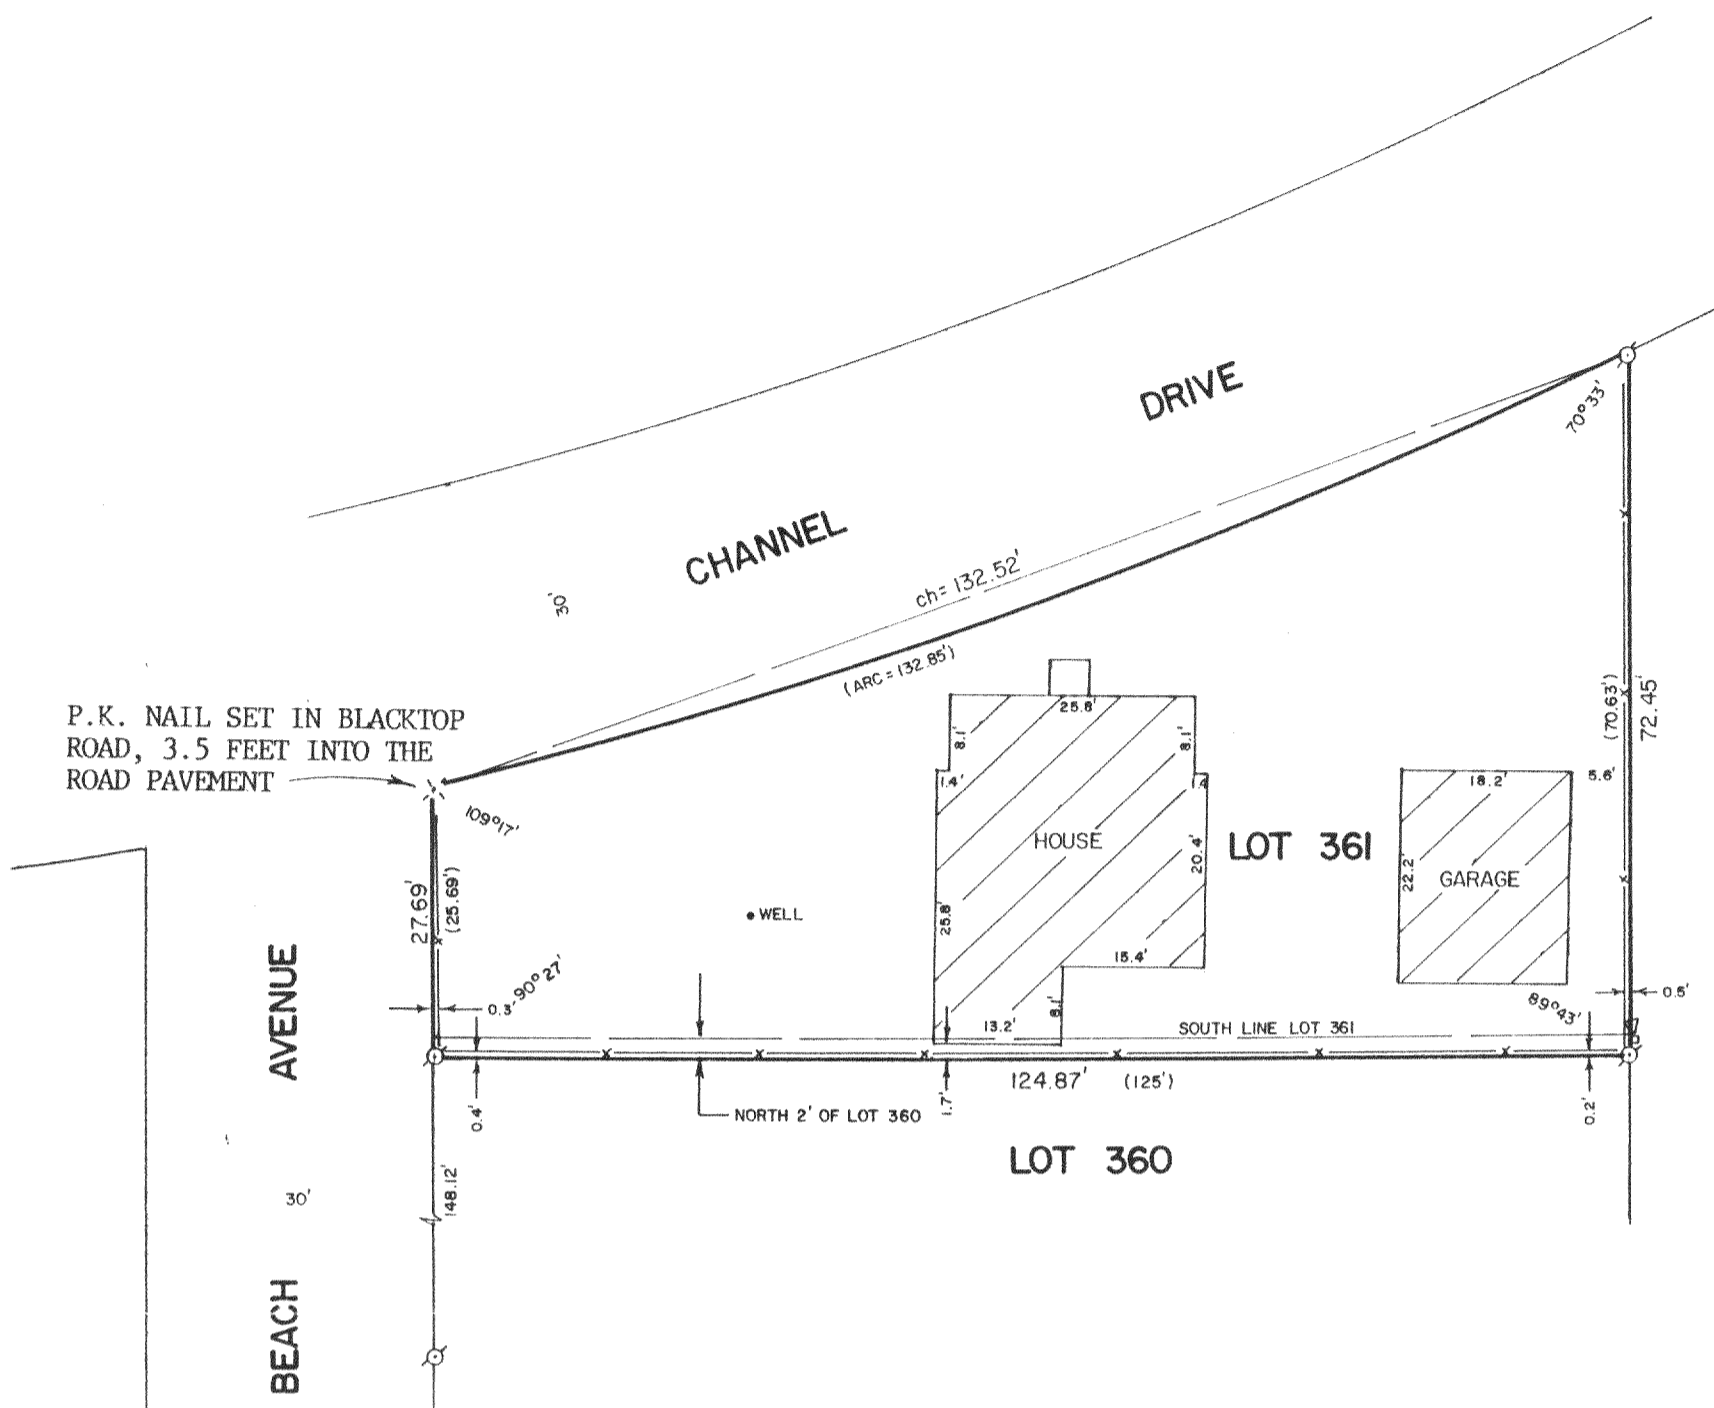 DRIVE
70°33'
CHANNEL
ch= 132.52'
30'
(ARC = 132.85')
P.K. NAIL SET IN BLACKTOP
ROAD, 3.5 FEET INTO THE
ROAD PAVEMENT
25.8'
8.1'
8.1'
(70.63')
72.45'
1.4'
1.4
18.2'
5.6'
109°17'
HOUSE
20.4'
LOT 361
22.2'
GARAGE
27.69'
(25.69')
WELL
25.8'
15.4'
90°27'
0.3'
89°43'
0.5'
8.1'
13.2'
SOUTH LINE LOT 361
124.87' (125')
0.4'
NORTH 2' OF LOT 360
1.7'
0.2'
LOT 360
148.12'
30'
BEACH AVENUE